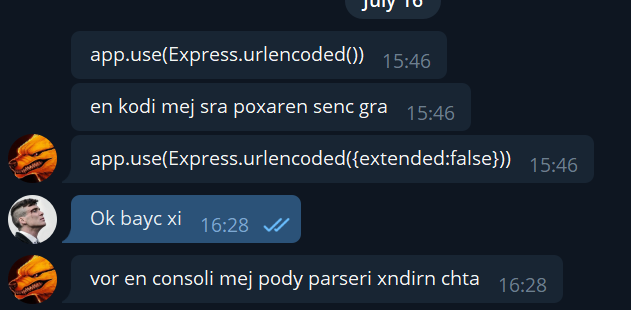 July 16
app.use(Express.urlencoded()) 15:46
en kodi mej sra poxaren senc gra 15:46
app.use(Express.urlencoded({extended:false})) 15:46
Ok bayc xi 16:28
vor en consoli mej pody parseri xndirn chta 16:28